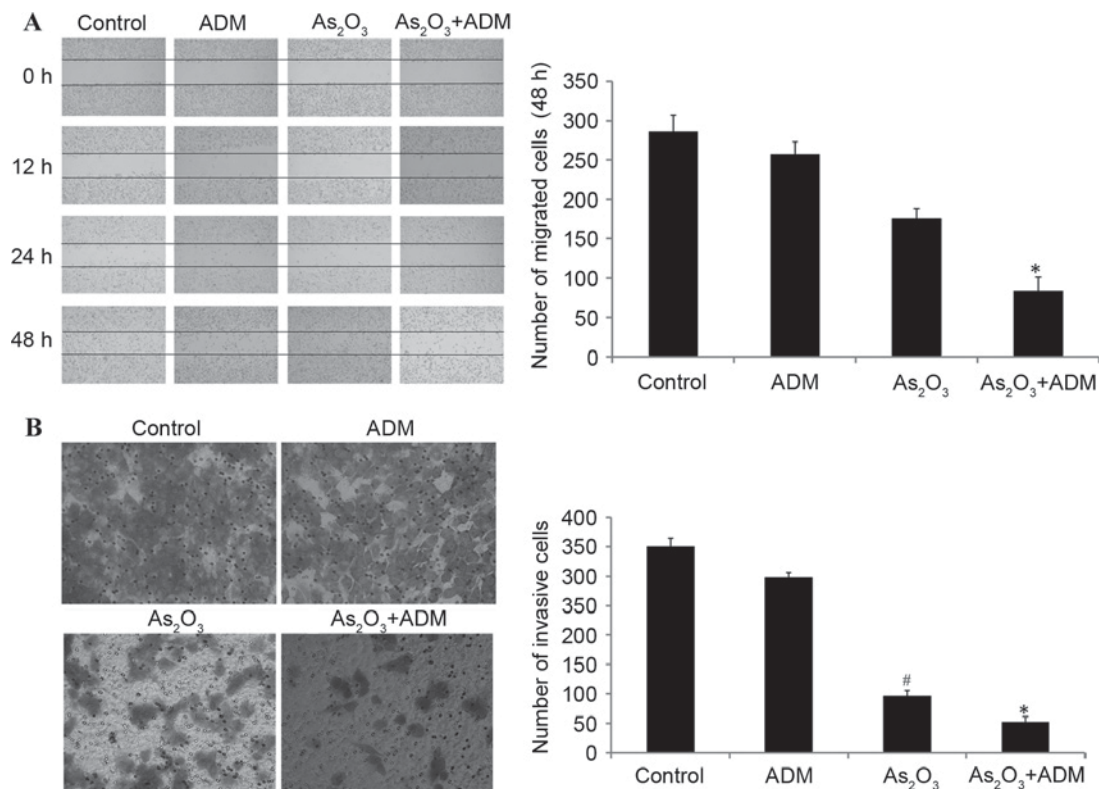 A
Control
ADM
As₂O₃
As₂O₃+ADM
0 h
12 h
24 h
48 h
Number of migrated cells (48 h)
350
300
250
200
150
100
50
0
*
Control
ADM
As₂O₃
As₂O₃+ADM
B
Control
ADM
As₂O₃
As₂O₃+ADM
Number of invasive cells
400
350
300
350
300
150
100
50
0
#
*
Control
ADM
As₂O₃
As₂O₃+ADM